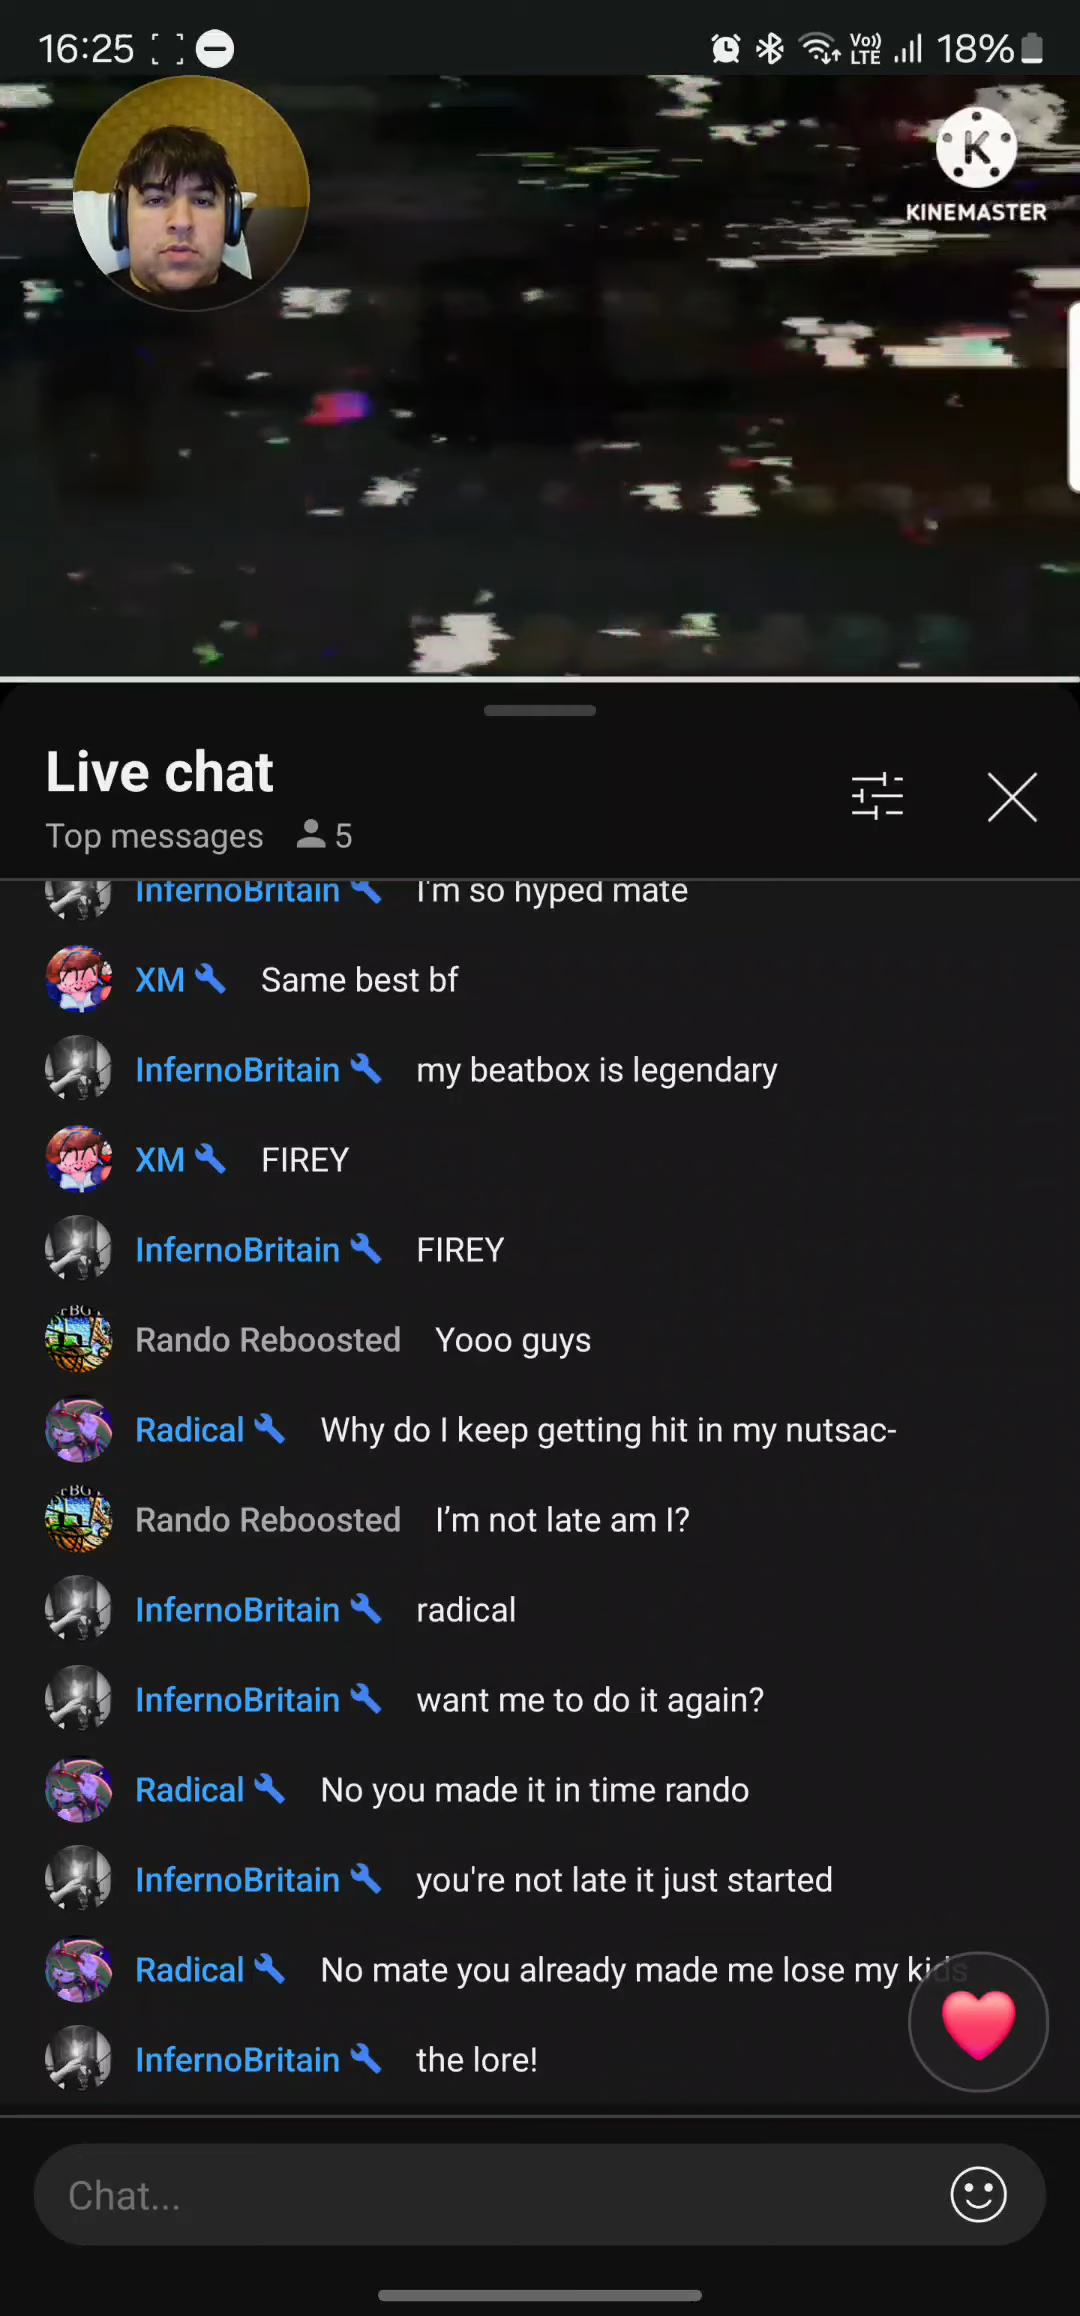 16:25 Vo)) LTE 18%
K
KINEMASTER
Live chat
Top messages 5
InfernoBritain I'm so hyped mate
XM Same best bf
InfernoBritain my beatbox is legendary
XM FIREY
InfernoBritain FIREY
Rando Reboosted Yooo guys
Radical Why do I keep getting hit in my nutsac-
Rando Reboosted I’m not late am I?
InfernoBritain radical
InfernoBritain want me to do it again?
Radical No you made it in time rando
InfernoBritain you're not late it just started
Radical No mate you already made me lose my kids
InfernoBritain the lore!
Chat...